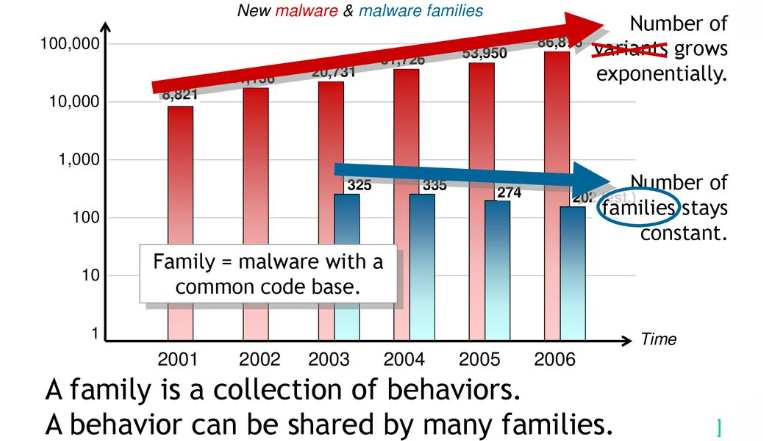 New malware & malware families
Number of
variants grows
exponentially.
100,000
10,000
1,000
100
10
1
8,821
20,731
53,950
325
335
274
Number of
families stays
constant.
Family = malware with a
common code base.
Time
2001 2002 2003 2004 2005 2006
A family is a collection of behaviors.
A behavior can be shared by many families.
]